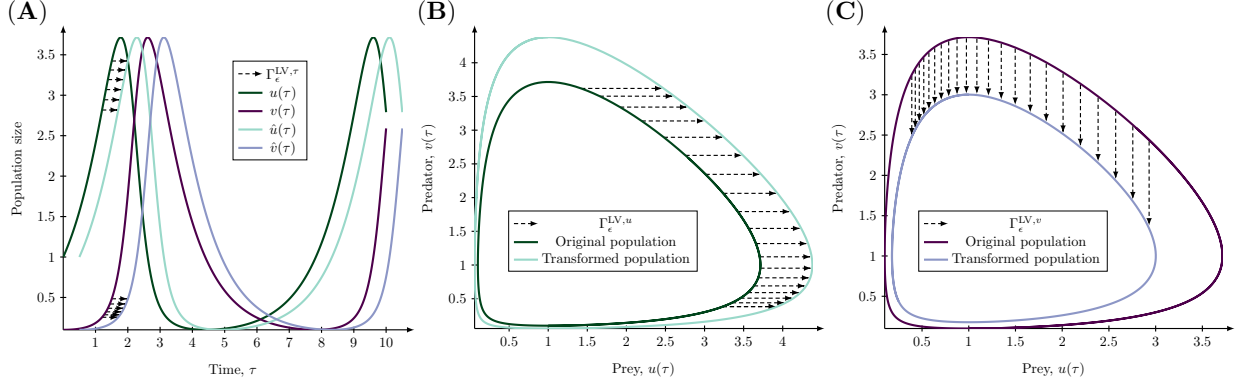 (A)
Population size
3.5
3
2.5
2
1.5
1
0.5
1 2 3 4 5 6 7 8 9 10
Time, τ
Γ_ϵ^{LV,τ}
u(τ)
v(τ)
û(τ)
v̂(τ)
(B)
Predator, v(τ)
4
3.5
3
2.5
2
1.5
1
0.5
0.5 1 1.5 2 2.5 3 3.5 4
Prey, u(τ)
Γ_ϵ^{LV,u}
Original population
Transformed population
(C)
Predator, v(τ)
3.5
3
2.5
2
1.5
1
0.5
0.5 1 1.5 2 2.5 3 3.5
Prey, u(τ)
Γ_ϵ^{LV,v}
Original population
Transformed population